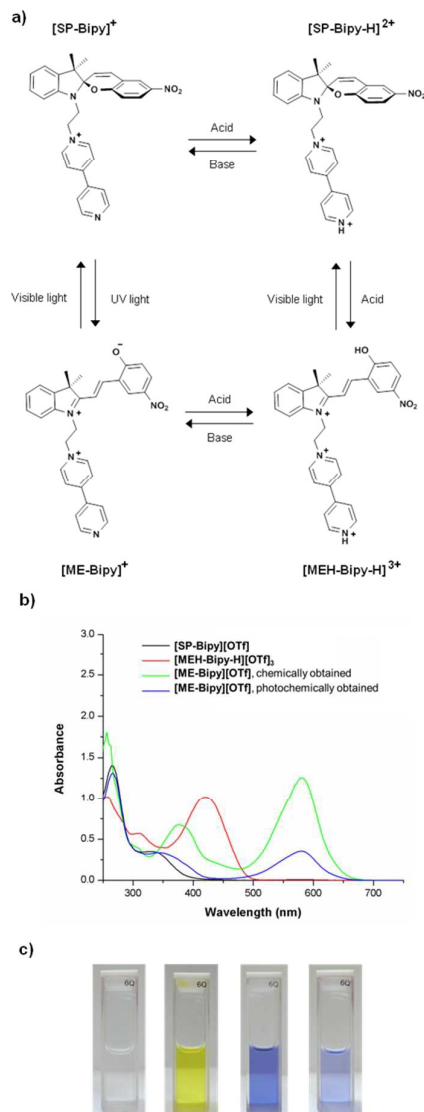 a)
[SP-Bipy]+ [SP-Bipy-H]2+
NO2 NO2
O O
N N
N+ N+
Acid
Base
N NH+
Visible light UV light Visible light Acid
O− HO
NO2 NO2
N+ N+
Acid
Base
N+ N+
N NH+
[ME-Bipy]+ [MEH-Bipy-H]3+
b)
3.0
2.5
2.0
1.5
1.0
0.5
0.0
Absorbance
[SP-Bipy][OTf]
[MEH-Bipy-H][OTf]3
[ME-Bipy][OTf], chemically obtained
[ME-Bipy][OTf], photochemically obtained
300 400 500 600 700
Wavelength (nm)
c)
6Q 6Q 6Q 6Q